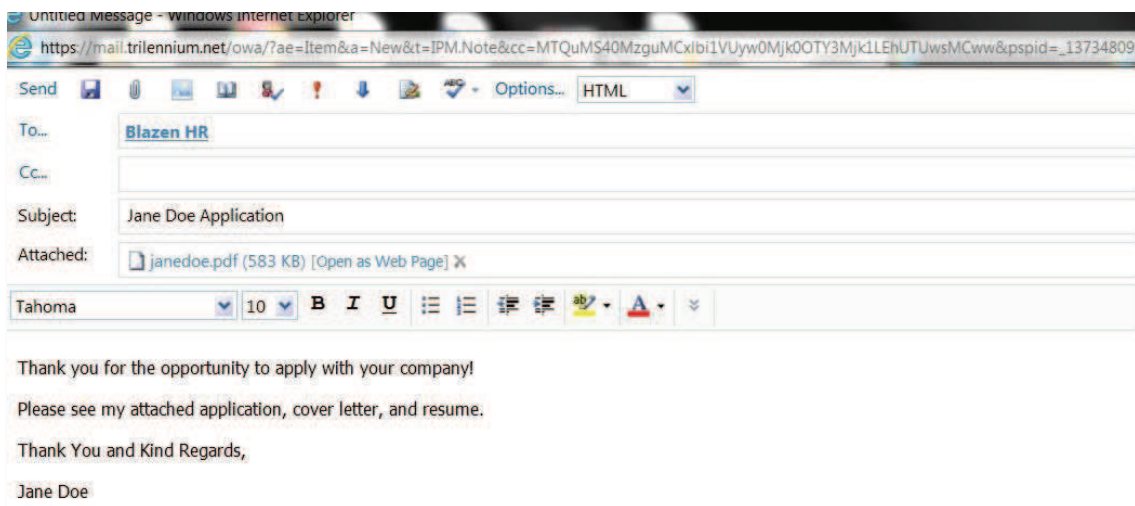 Untitled Message - Windows Internet Explorer
https://mail.trilennium.net/owa/?ae=Item&a=New&t=IPM.Note&cc=MTQuMS40MzguMCxlbi1VUyw0Mjk0OTY3Mjk1LEhUTUwsMCww&pspid=_13734809
Send Options... HTML
To... Blazen HR
Cc...
Subject: Jane Doe Application
Attached: janedoe.pdf (583 KB) [Open as Web Page]
Tahoma 10 B I U ab A
Thank you for the opportunity to apply with your company!
Please see my attached application, cover letter, and resume.
Thank You and Kind Regards,
Jane Doe